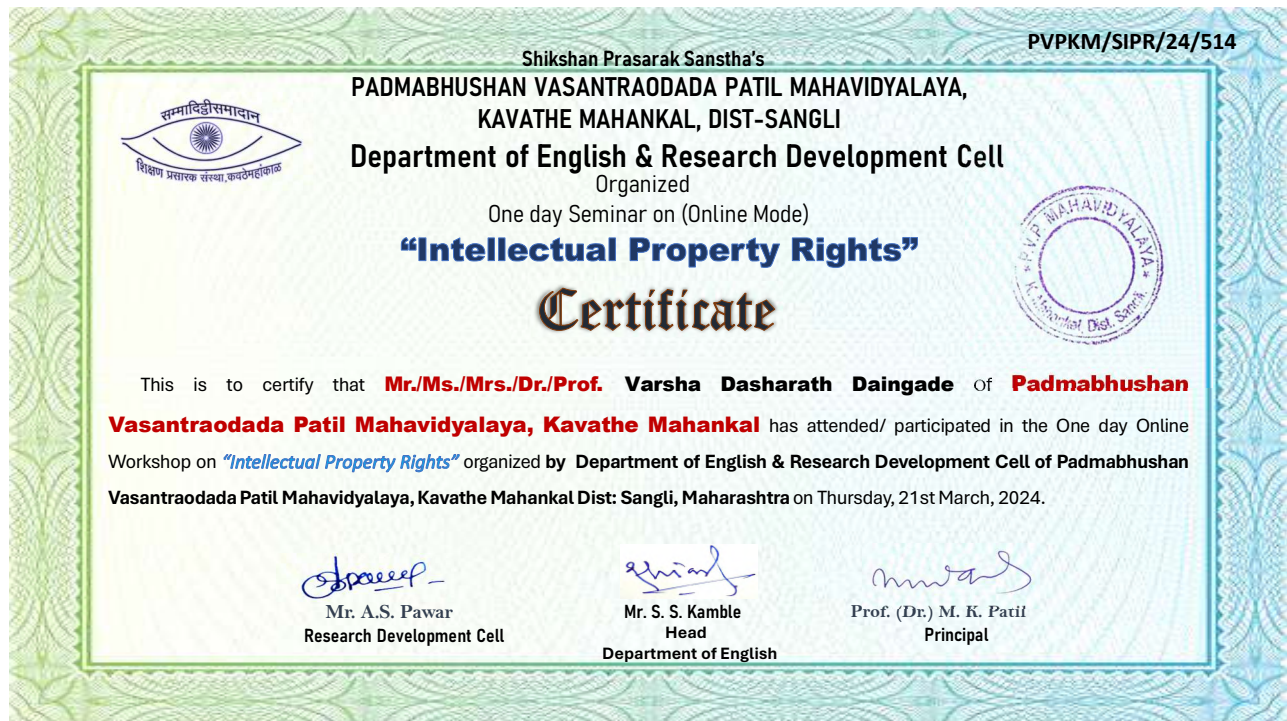 PVPKM/SIPR/24/514
Shikshan Prasarak Sanstha's
PADMABHUSHAN VASANTRAODADA PATIL MAHAVIDYALAYA,
KAVATHE MAHANKAL, DIST-SANGLI
सम्मादिट्ठीसमादान
शिक्षण प्रसारक संस्था,कवठेमहांकाळ
Department of English & Research Development Cell
Organized
One day Seminar on (Online Mode)
“Intellectual Property Rights”
P.V.P. MAHAVIDYALAYA
K. Mahankal, Dist. Sangli.
Certificate
This is to certify that Mr./Ms./Mrs./Dr./Prof. Varsha Dasharath Daingade Of Padmabhushan
Vasantraodada Patil Mahavidyalaya, Kavathe Mahankal has attended/ participated in the One day Online
Workshop on “Intellectual Property Rights” organized by Department of English & Research Development Cell of Padmabhushan
Vasantraodada Patil Mahavidyalaya, Kavathe Mahankal Dist: Sangli, Maharashtra on Thursday, 21st March, 2024.
Mr. A.S. Pawar
Research Development Cell
Mr. S. S. Kamble
Head
Department of English
Prof. (Dr.) M. K. Patil
Principal